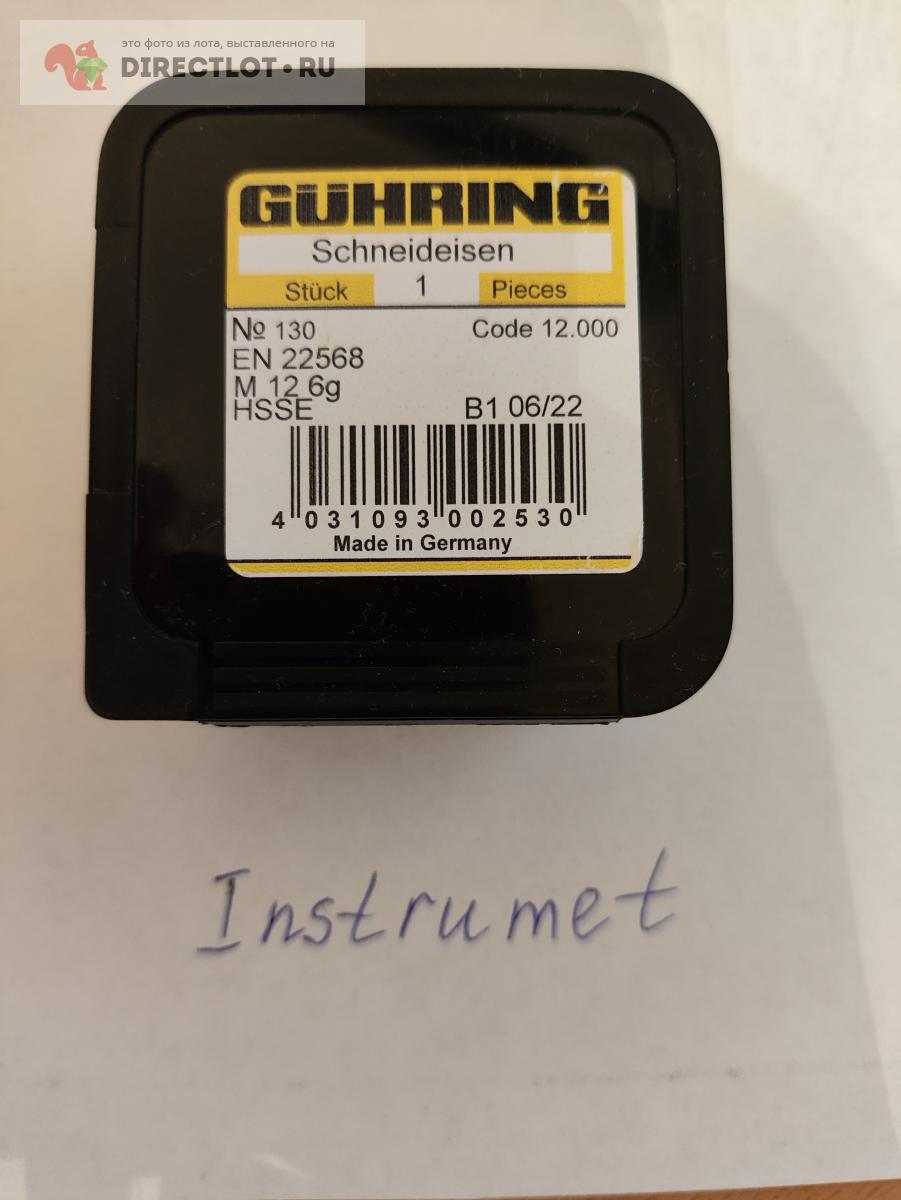 это фото из лота, выставленного на
DIRECTLOT•RU
GÜHRING
Schneideisen
Stück 1 Pieces
№ 130 Code 12.000
EN 22568
M 12 6g
HSSE B1 06/22
4 031093 002530
Made in Germany
Instrumet